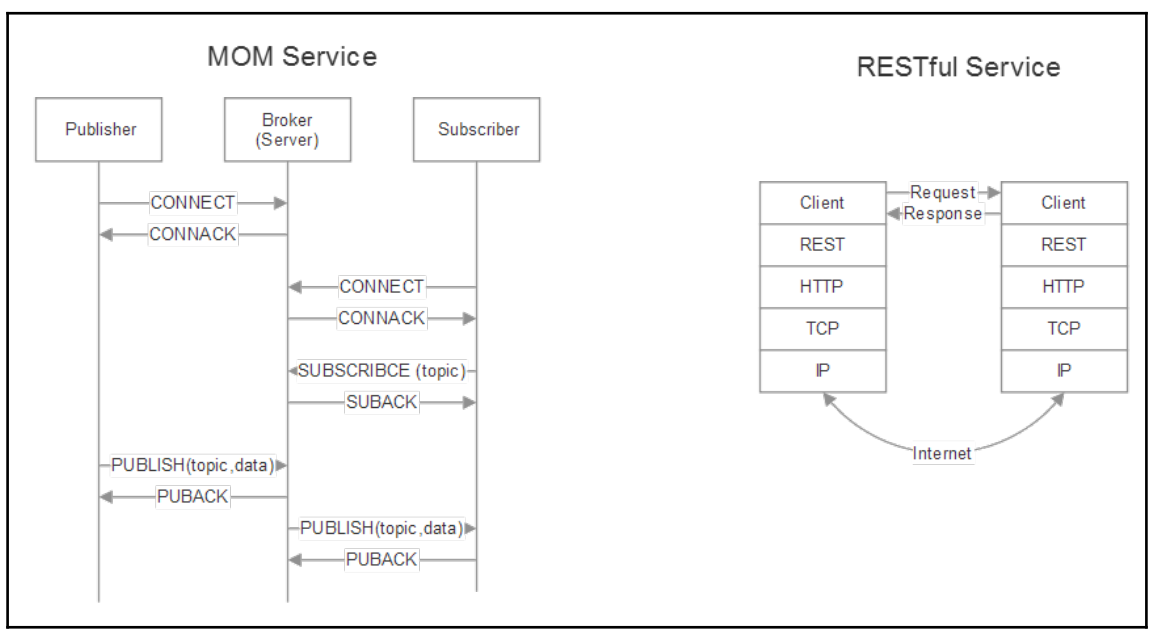 MOM Service
Publisher
Broker
(Server)
Subscriber
CONNECT
CONNACK
CONNECT
CONNACK
SUBSCRIBCE (topic)
SUBACK
PUBLISH(topic,data)
PUBACK
PUBLISH(topic,data)
PUBACK
RESTful Service
Client
Request
Response
Client
REST
REST
HTTP
HTTP
TCP
TCP
IP
IP
Internet